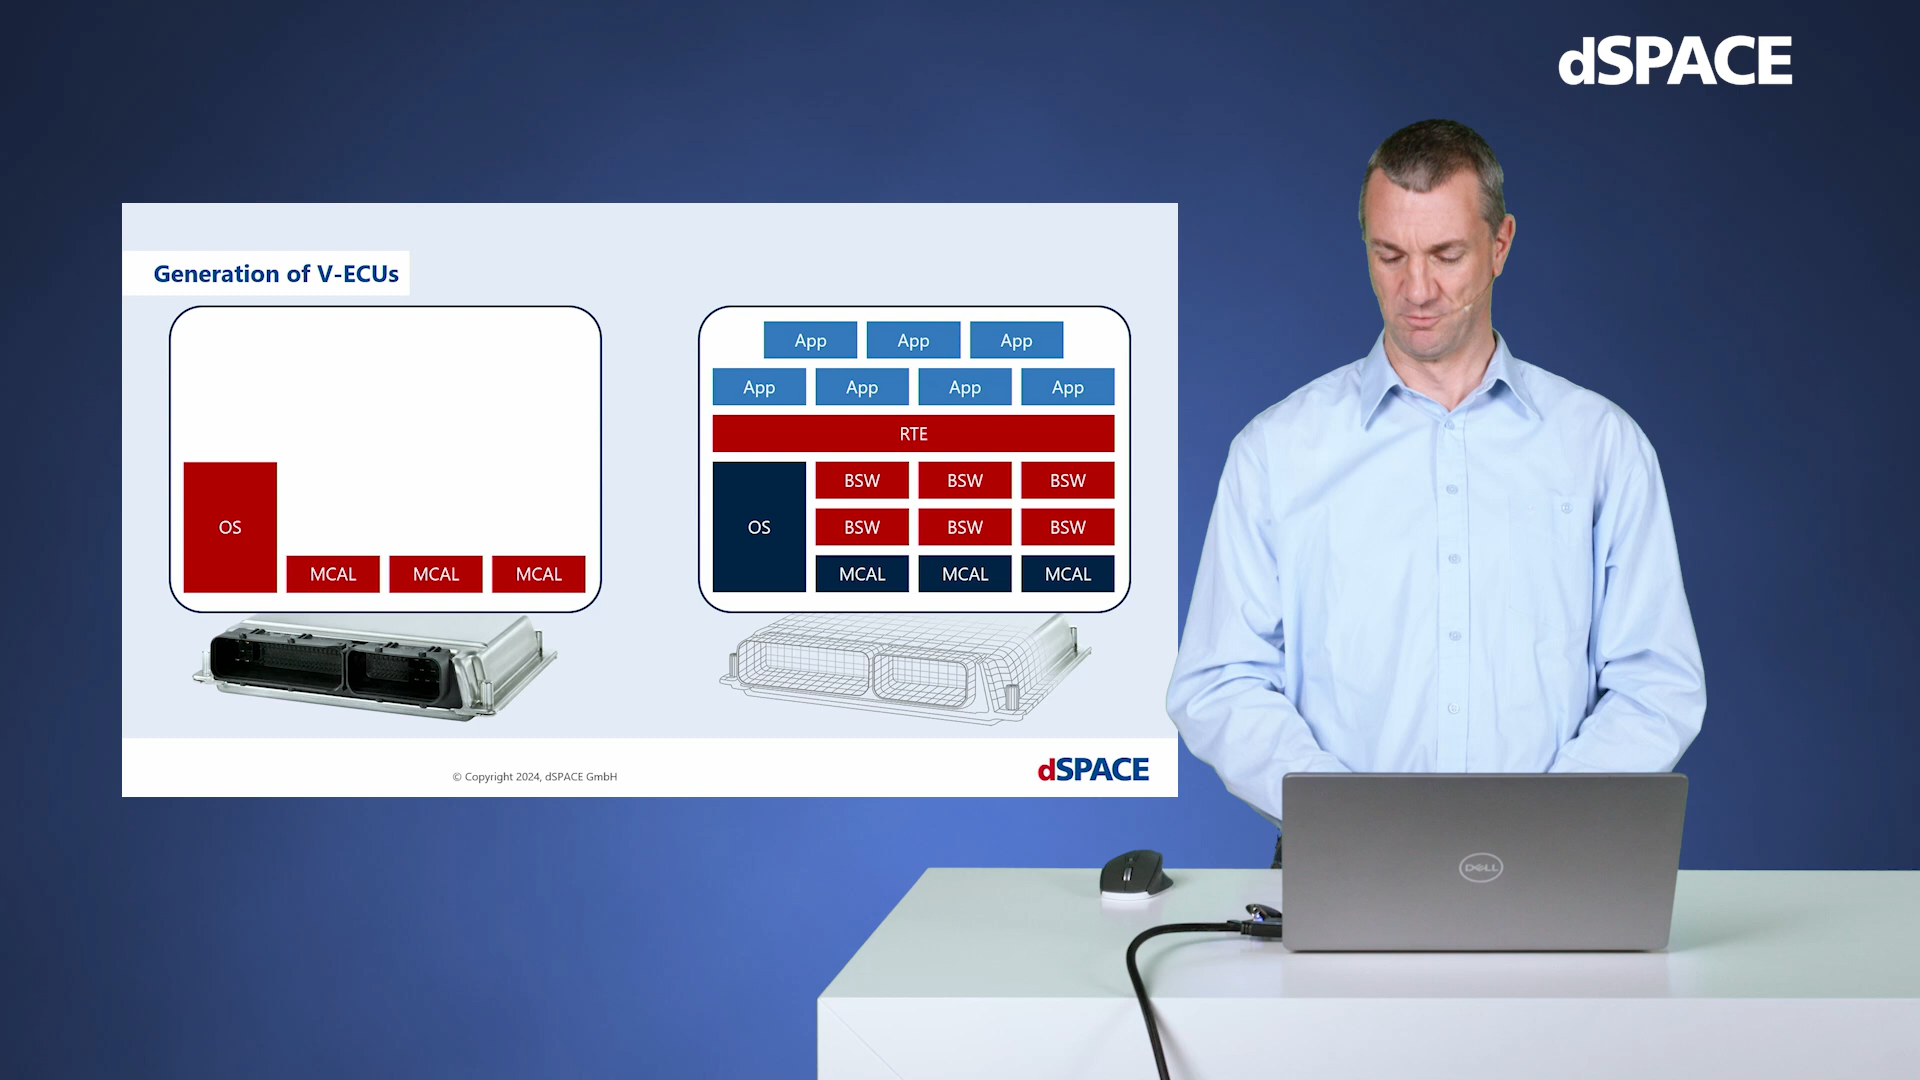 dSPACE
Generation of V-ECUs
OS
MCAL MCAL MCAL
App App App
App App App App
RTE
OS
BSW BSW BSW
BSW BSW BSW
MCAL MCAL MCAL
© Copyright 2024, dSPACE GmbH
dSPACE
DELL